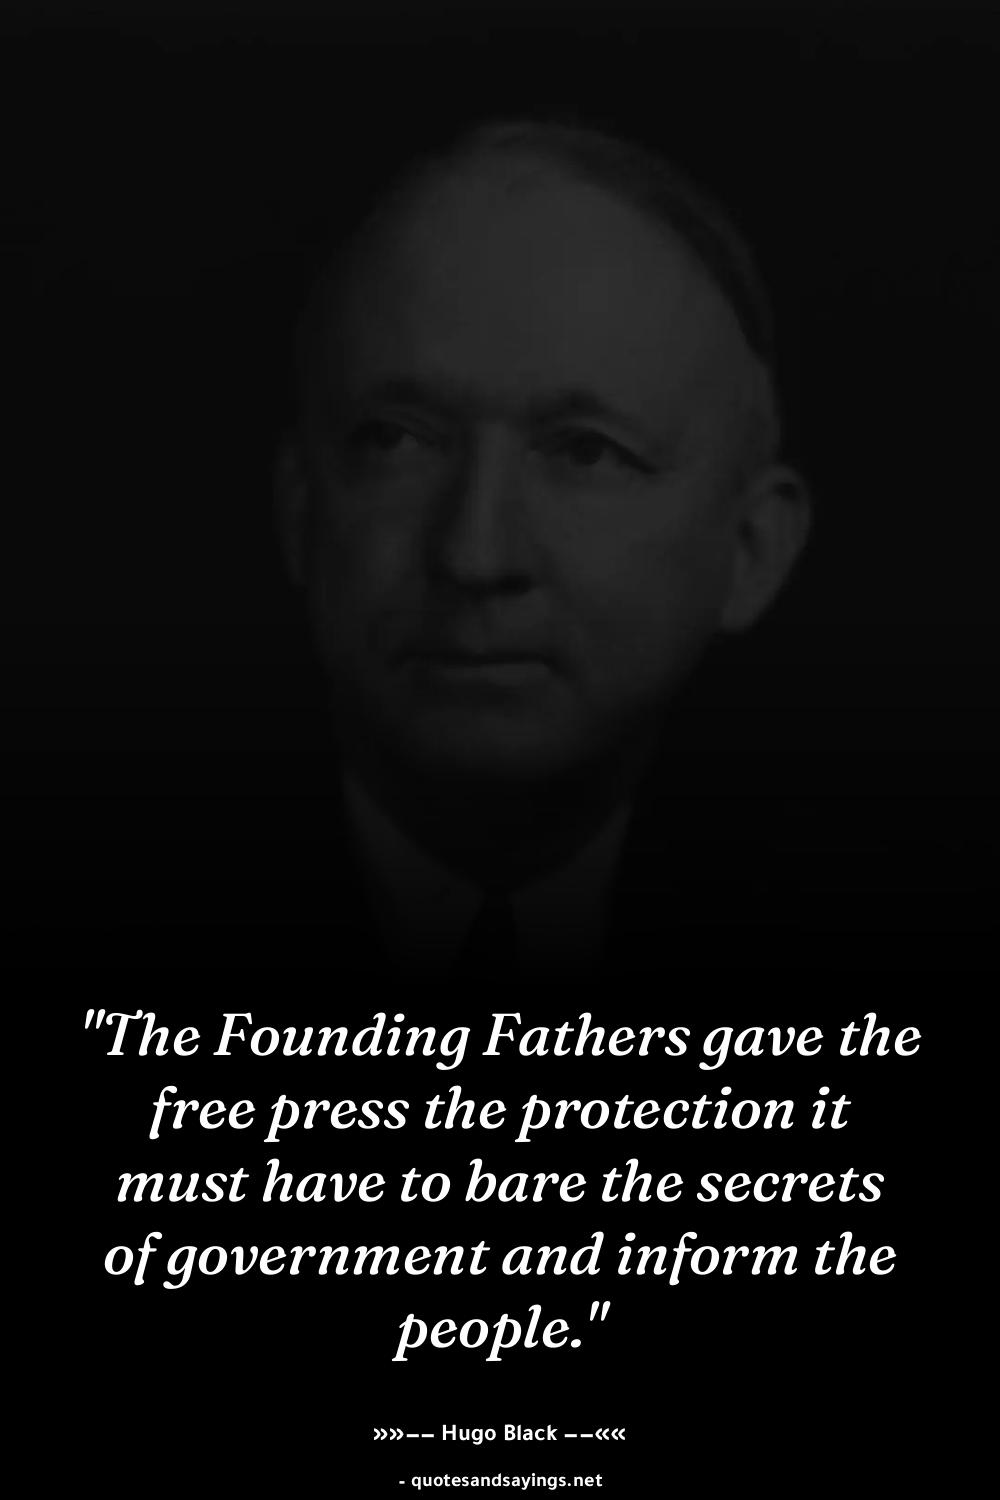 "The Founding Fathers gave the
free press the protection it
must have to bare the secrets
of government and inform the
people."
»»–– Hugo Black ––««
- quotesandsayings.net